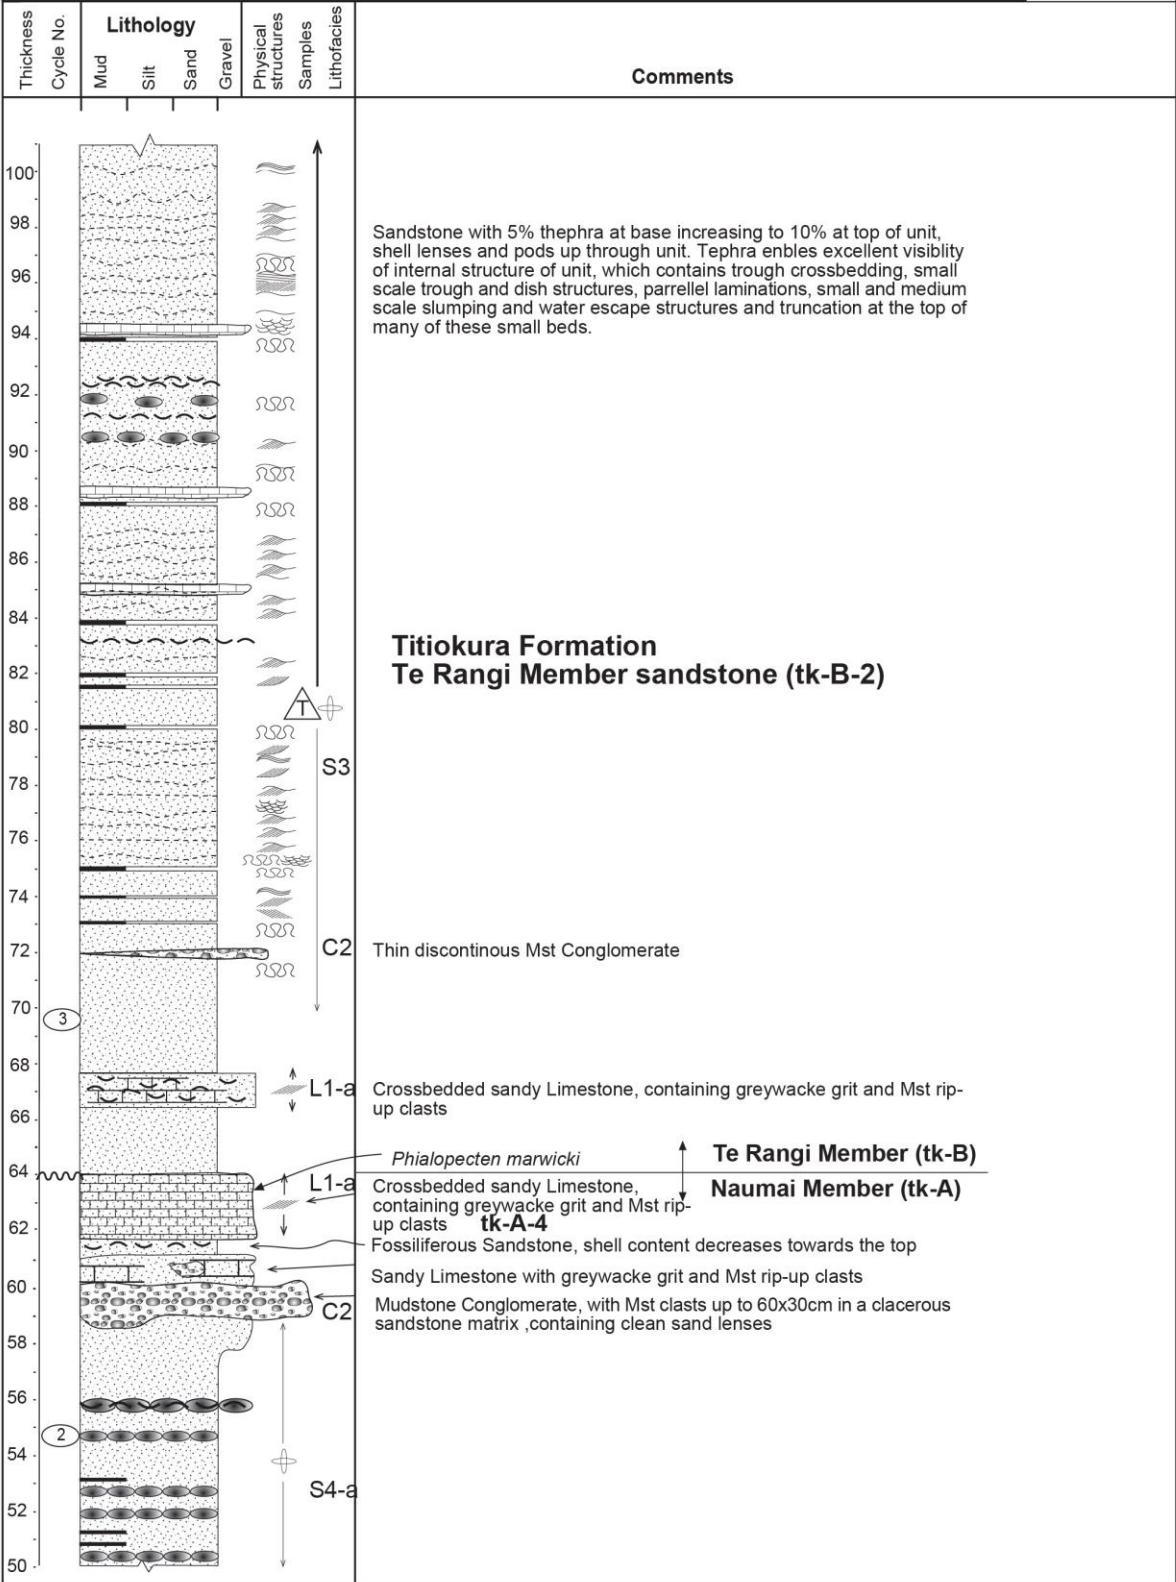 Thickness
Cycle No.
Lithology
Mud
Silt
Sand
Gravel
Physical
structures
Samples
Lithofacies
Comments
100
98
Sandstone with 5% thephra at base increasing to 10% at top of unit,
shell lenses and pods up through unit. Tephra enbles excellent visiblity
of internal structure of unit, which contains trough crossbedding, small
scale trough and dish structures, parrellel laminations, small and medium
scale slumping and water escape structures and truncation at the top of
many of these small beds.
96
94
92
90
88
86
84
Titiokura Formation
Te Rangi Member sandstone (tk-B-2)
82
T
80
S3
78
76
74
72
C2
Thin discontinous Mst Conglomerate
70
3
68
L1-a
Crossbedded sandy Limestone, containing greywacke grit and Mst rip-
up clasts
66
Phialopecten marwicki
Te Rangi Member (tk-B)
64
L1-a
Naumai Member (tk-A)
Crossbedded sandy Limestone,
containing greywacke grit and Mst rip-
up clasts
tk-A-4
62
Fossiliferous Sandstone, shell content decreases towards the top
Sandy Limestone with greywacke grit and Mst rip-up clasts
60
C2
Mudstone Conglomerate, with Mst clasts up to 60x30cm in a clacerous
sandstone matrix ,containing clean sand lenses
58
56
2
54
S4-a
52
50